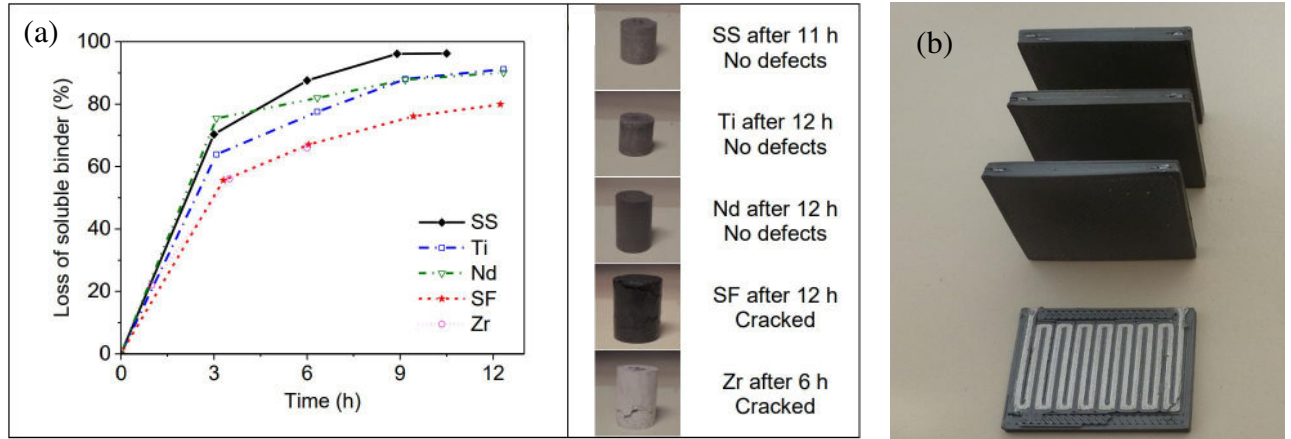 (a)
100
80
60
40
20
0
Loss of soluble binder (%)
0 3 6 9 12
Time (h)
SS
Ti
Nd
SF
Zr
SS after 11 h
No defects
Ti after 12 h
No defects
Nd after 12 h
No defects
SF after 12 h
Cracked
Zr after 6 h
Cracked
(b)